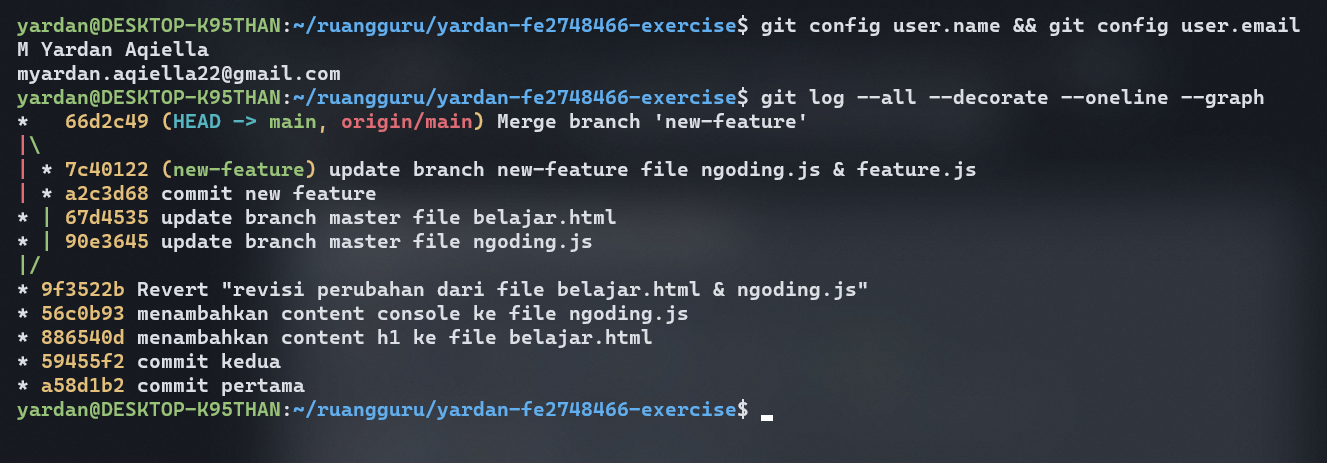 yardan@DESKTOP-K95THAN:~/ruangguru/yardan-fe2748466-exercise$ git config user.name && git config user.email
M Yardan Aqiella
myardan.aqiella22@gmail.com
yardan@DESKTOP-K95THAN:~/ruangguru/yardan-fe2748466-exercise$ git log --all --decorate --oneline --graph
*   66d2c49 (HEAD -> main, origin/main) Merge branch 'new-feature'
|\
| * 7c40122 (new-feature) update branch new-feature file ngoding.js & feature.js
| * a2c3d68 commit new feature
* | 67d4535 update branch master file belajar.html
* | 90e3645 update branch master file ngoding.js
|/
* 9f3522b Revert "revisi perubahan dari file belajar.html & ngoding.js"
* 56c0b93 menambahkan content console ke file ngoding.js
* 886540d menambahkan content h1 ke file belajar.html
* 59455f2 commit kedua
* a58d1b2 commit pertama
yardan@DESKTOP-K95THAN:~/ruangguru/yardan-fe2748466-exercise$